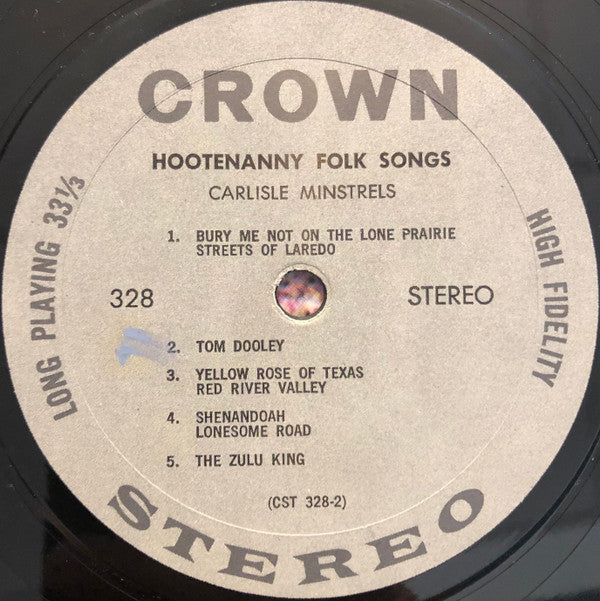 CROWN
HOOTENANNY FOLK SONGS
CARLISLE MINSTRELS
1. BURY ME NOT ON THE LONE PRAIRIE
STREETS OF LAREDO
LONG PLAYING 33⅓
328
STEREO
HIGH FIDELITY
2. TOM DOOLEY
3. YELLOW ROSE OF TEXAS
RED RIVER VALLEY
4. SHENANDOAH
LONESOME ROAD
5. THE ZULU KING
(CST 328-2)
STEREO